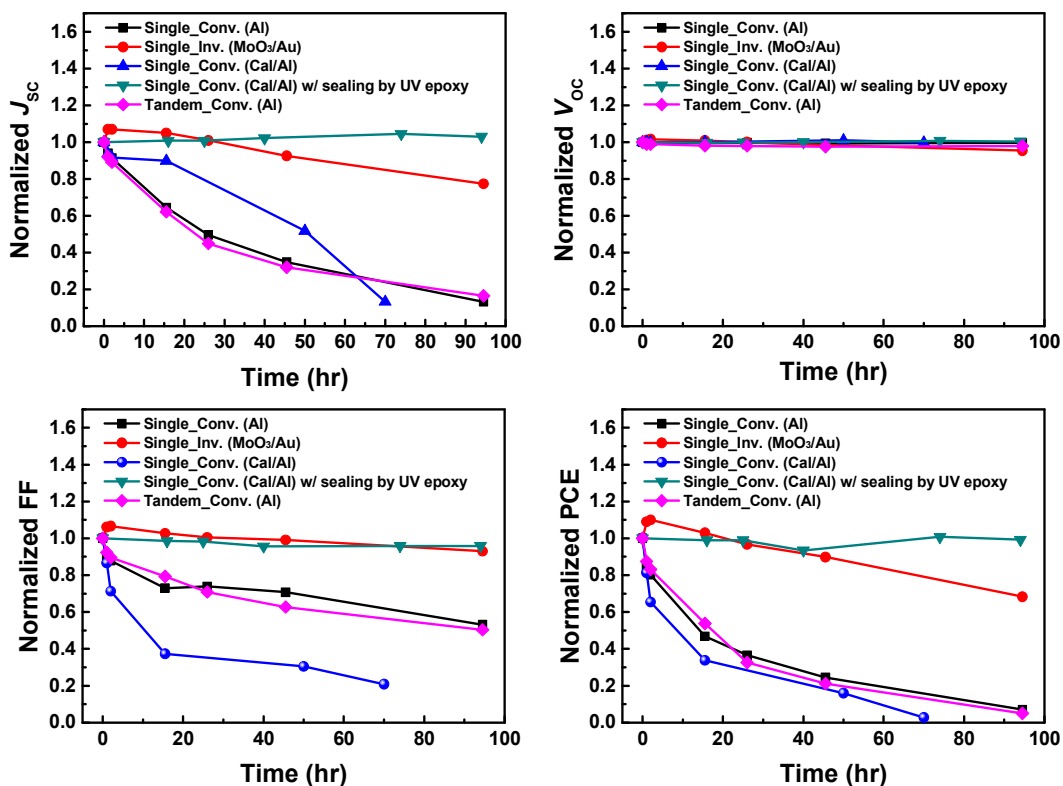 Normalized JSC
1.6
1.4
1.2
1.0
0.8
0.6
0.4
0.2
0.0
Single_Conv. (Al)
Single_Inv. (MoO3/Au)
Single_Conv. (Cal/Al)
Single_Conv. (Cal/Al) w/ sealing by UV epoxy
Tandem_Conv. (Al)
0 10 20 30 40 50 60 70 80 90 100
Time (hr)
Normalized VOC
1.6
1.4
1.2
1.0
0.8
0.6
0.4
0.2
0.0
Single_Conv. (Al)
Single_Inv. (MoO3/Au)
Single_Conv. (Cal/Al)
Single_Conv. (Cal/Al) w/ sealing by UV epoxy
Tandem_Conv. (Al)
0 20 40 60 80 100
Time (hr)
Normalized FF
1.6
1.4
1.2
1.0
0.8
0.6
0.4
0.2
0.0
Single_Conv. (Al)
Single_Inv. (MoO3/Au)
Single_Conv. (Cal/Al)
Single_Conv. (Cal/Al) w/ sealing by UV epoxy
Tandem_Conv. (Al)
0 20 40 60 80 100
Time (hr)
Normalized PCE
1.6
1.4
1.2
1.0
0.8
0.6
0.4
0.2
0.0
Single_Conv. (Al)
Single_Inv. (MoO3/Au)
Single_Conv. (Cal/Al)
Single_Conv. (Cal/Al) w/ sealing by UV epoxy
Tandem_Conv. (Al)
0 20 40 60 80 100
Time (hr)